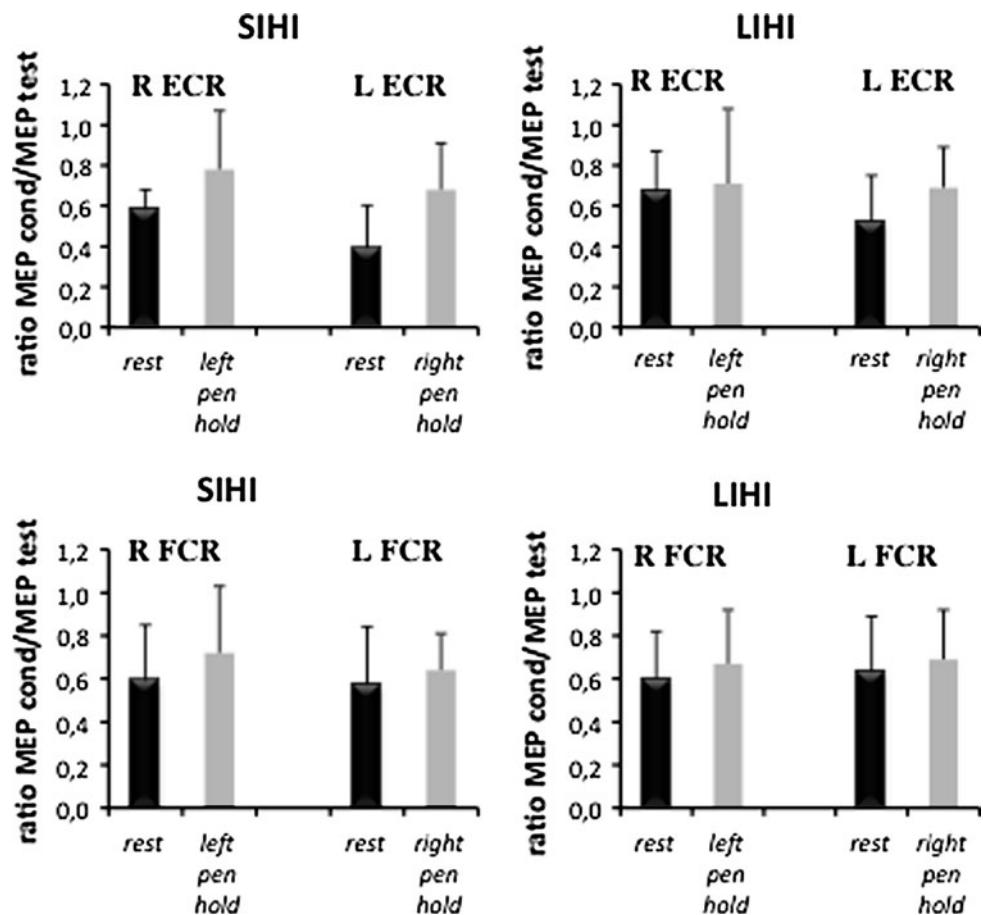 SIHI
ratio MEP cond/MEP test
1,2
1,0
0,8
0,6
0,4
0,2
0,0
R ECR
L ECR
rest
left
pen
hold
rest
right
pen
hold
LIHI
ratio MEP cond/MEP test
1,2
1,0
0,8
0,6
0,4
0,2
0,0
R ECR
L ECR
rest
left
pen
hold
rest
right
pen
hold
SIHI
ratio MEP cond/MEP test
1,2
1,0
0,8
0,6
0,4
0,2
0,0
R FCR
L FCR
rest
left
pen
hold
rest
right
pen
hold
LIHI
ratio MEP cond/MEP test
1,2
1,0
0,8
0,6
0,4
0,2
0,0
R FCR
L FCR
rest
left
pen
hold
rest
right
pen
hold